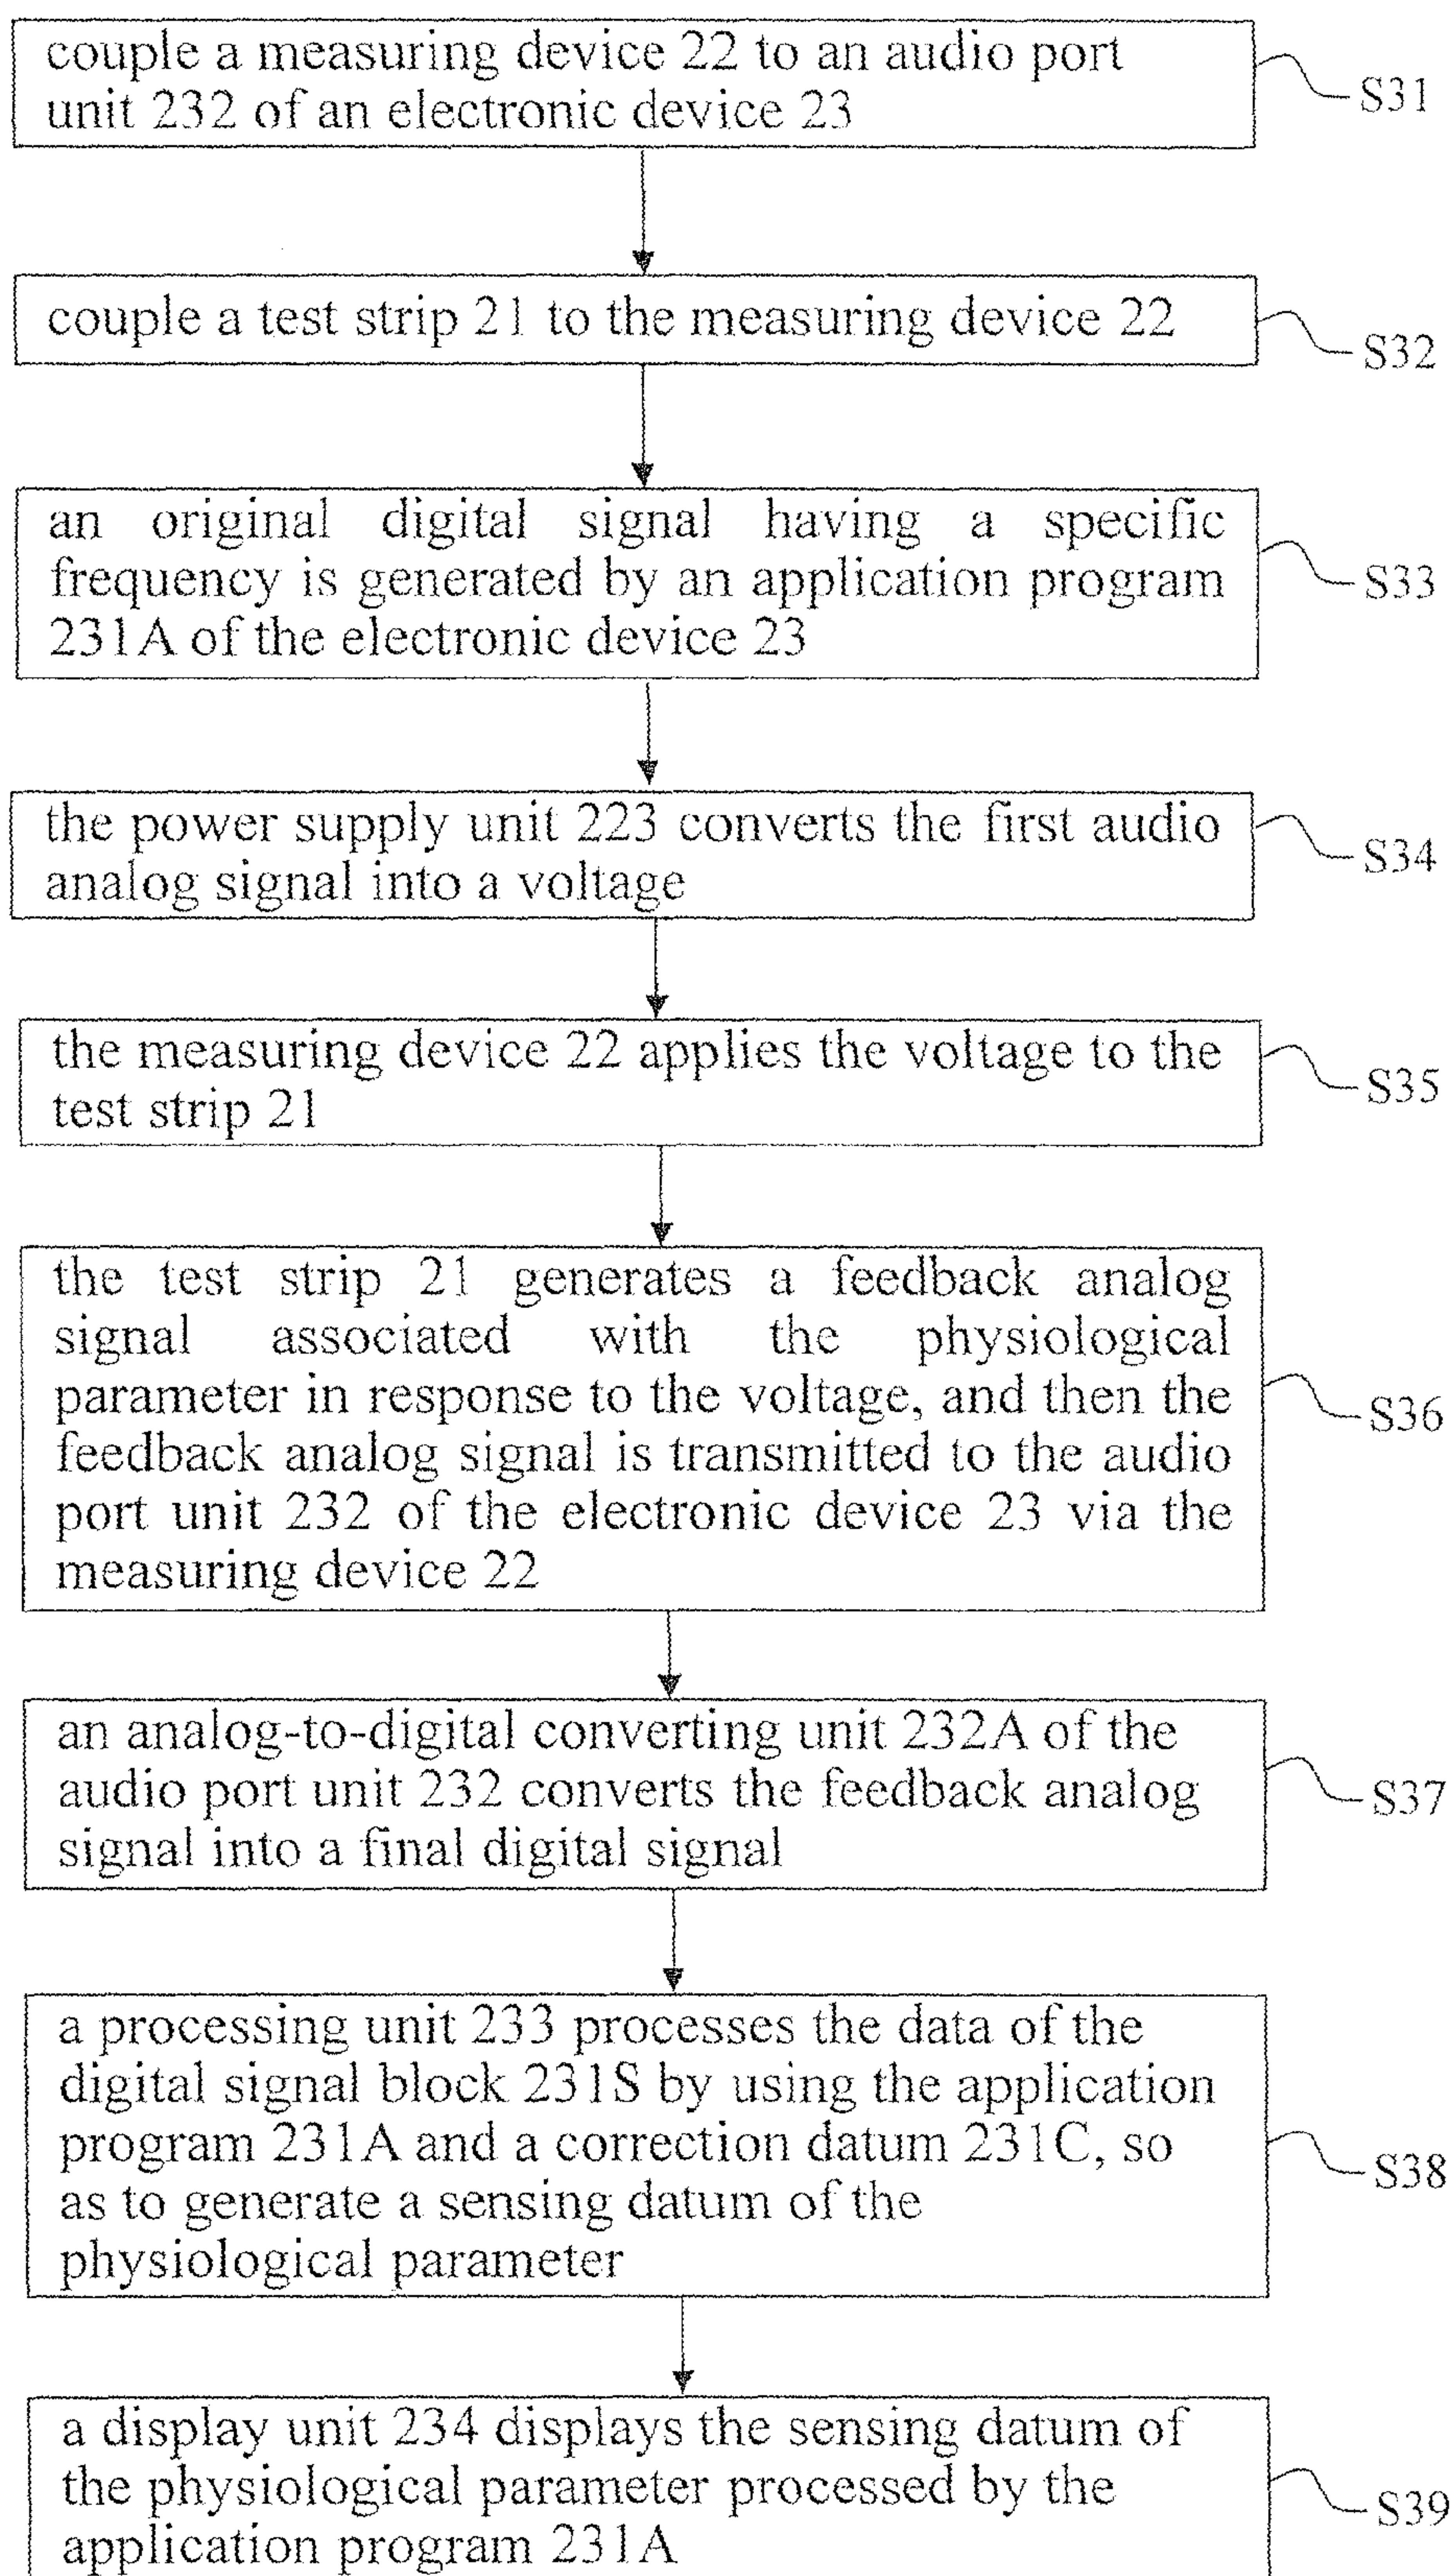 couple a measuring device 22 to an audio port
unit 232 of an electronic device 23
S31
couple a test strip 21 to the measuring device 22
S32
an original digital signal having a specific
frequency is generated by an application program
231A of the electronic device 23
S33
the power supply unit 223 converts the first audio
analog signal into a voltage
S34
the measuring device 22 applies the voltage to the
test strip 21
S35
the test strip 21 generates a feedback analog
signal associated with the physiological
parameter in response to the voltage, and then the
feedback analog signal is transmitted to the audio
port unit 232 of the electronic device 23 via the
measuring device 22
S36
an analog-to-digital converting unit 232A of the
audio port unit 232 converts the feedback analog
signal into a final digital signal
S37
a processing unit 233 processes the data of the
digital signal block 231S by using the application
program 231A and a correction datum 231C, so
as to generate a sensing datum of the
physiological parameter
S38
a display unit 234 displays the sensing datum of
the physiological parameter processed by the
application program 231A
S39